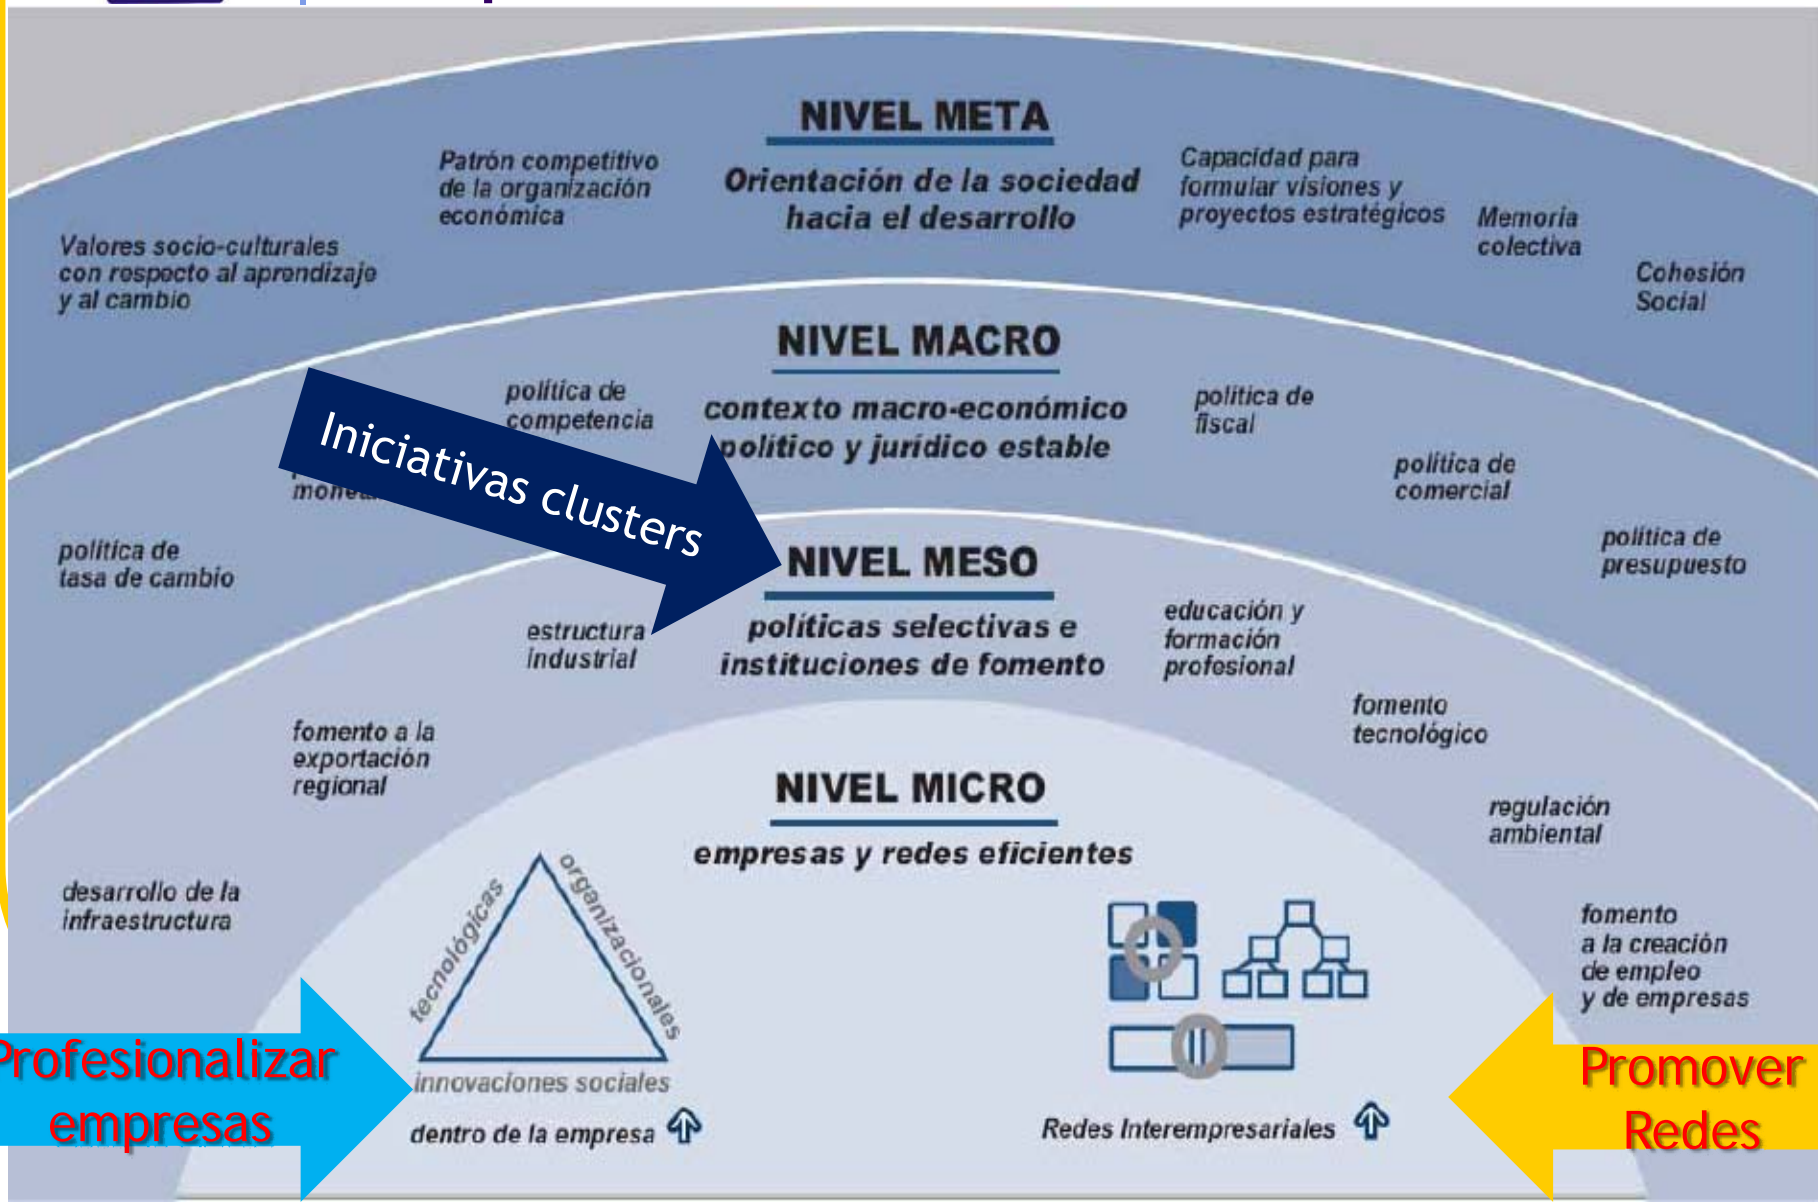 NIVEL META
Orientación de la sociedad
hacia el desarrollo
Valores socio-culturales
con respecto al aprendizaje
y al cambio
Patrón competitivo
de la organización
económica
Capacidad para
formular visiones y
proyectos estratégicos
Memoria
colectiva
Cohesión
Social
NIVEL MACRO
contexto macro-económico
político y jurídico estable
política de
tasa de cambio
política de
competencia
política de
fiscal
política de
comercial
política de
presupuesto
Iniciativas clusters
NIVEL MESO
políticas selectivas e
instituciones de fomento
desarrollo de la
infraestructura
fomento a la
exportación
regional
estructura
industrial
educación y
formación
profesional
fomento
tecnológico
regulación
ambiental
fomento
a la creación
de empleo
y de empresas
NIVEL MICRO
empresas y redes eficientes
tecnológicas
organizacionales
innovaciones sociales
dentro de la empresa
Redes Interempresariales
Profesionalizar
empresas
Promover
Redes